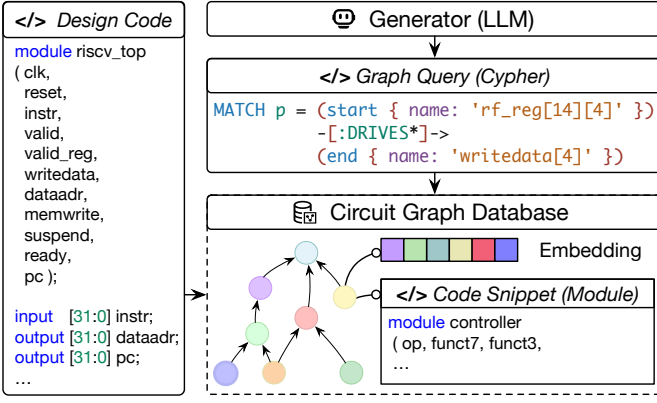 </> Design Code
module riscv_top
( clk,
reset,
instr,
valid,
valid_reg,
writedata,
dataadr,
memwrite,
suspend,
ready,
pc );
input [31:0] instr;
output [31:0] dataadr;
output [31:0] pc;
...
Generator (LLM)
</> Graph Query (Cypher)
MATCH p = (start { name: 'rf_reg[14][4]' })
-[:DRIVES*]->
(end { name: 'writedata[4]' })
Circuit Graph Database
Embedding
</> Code Snippet (Module)
module controller
( op, funct7, funct3,
...